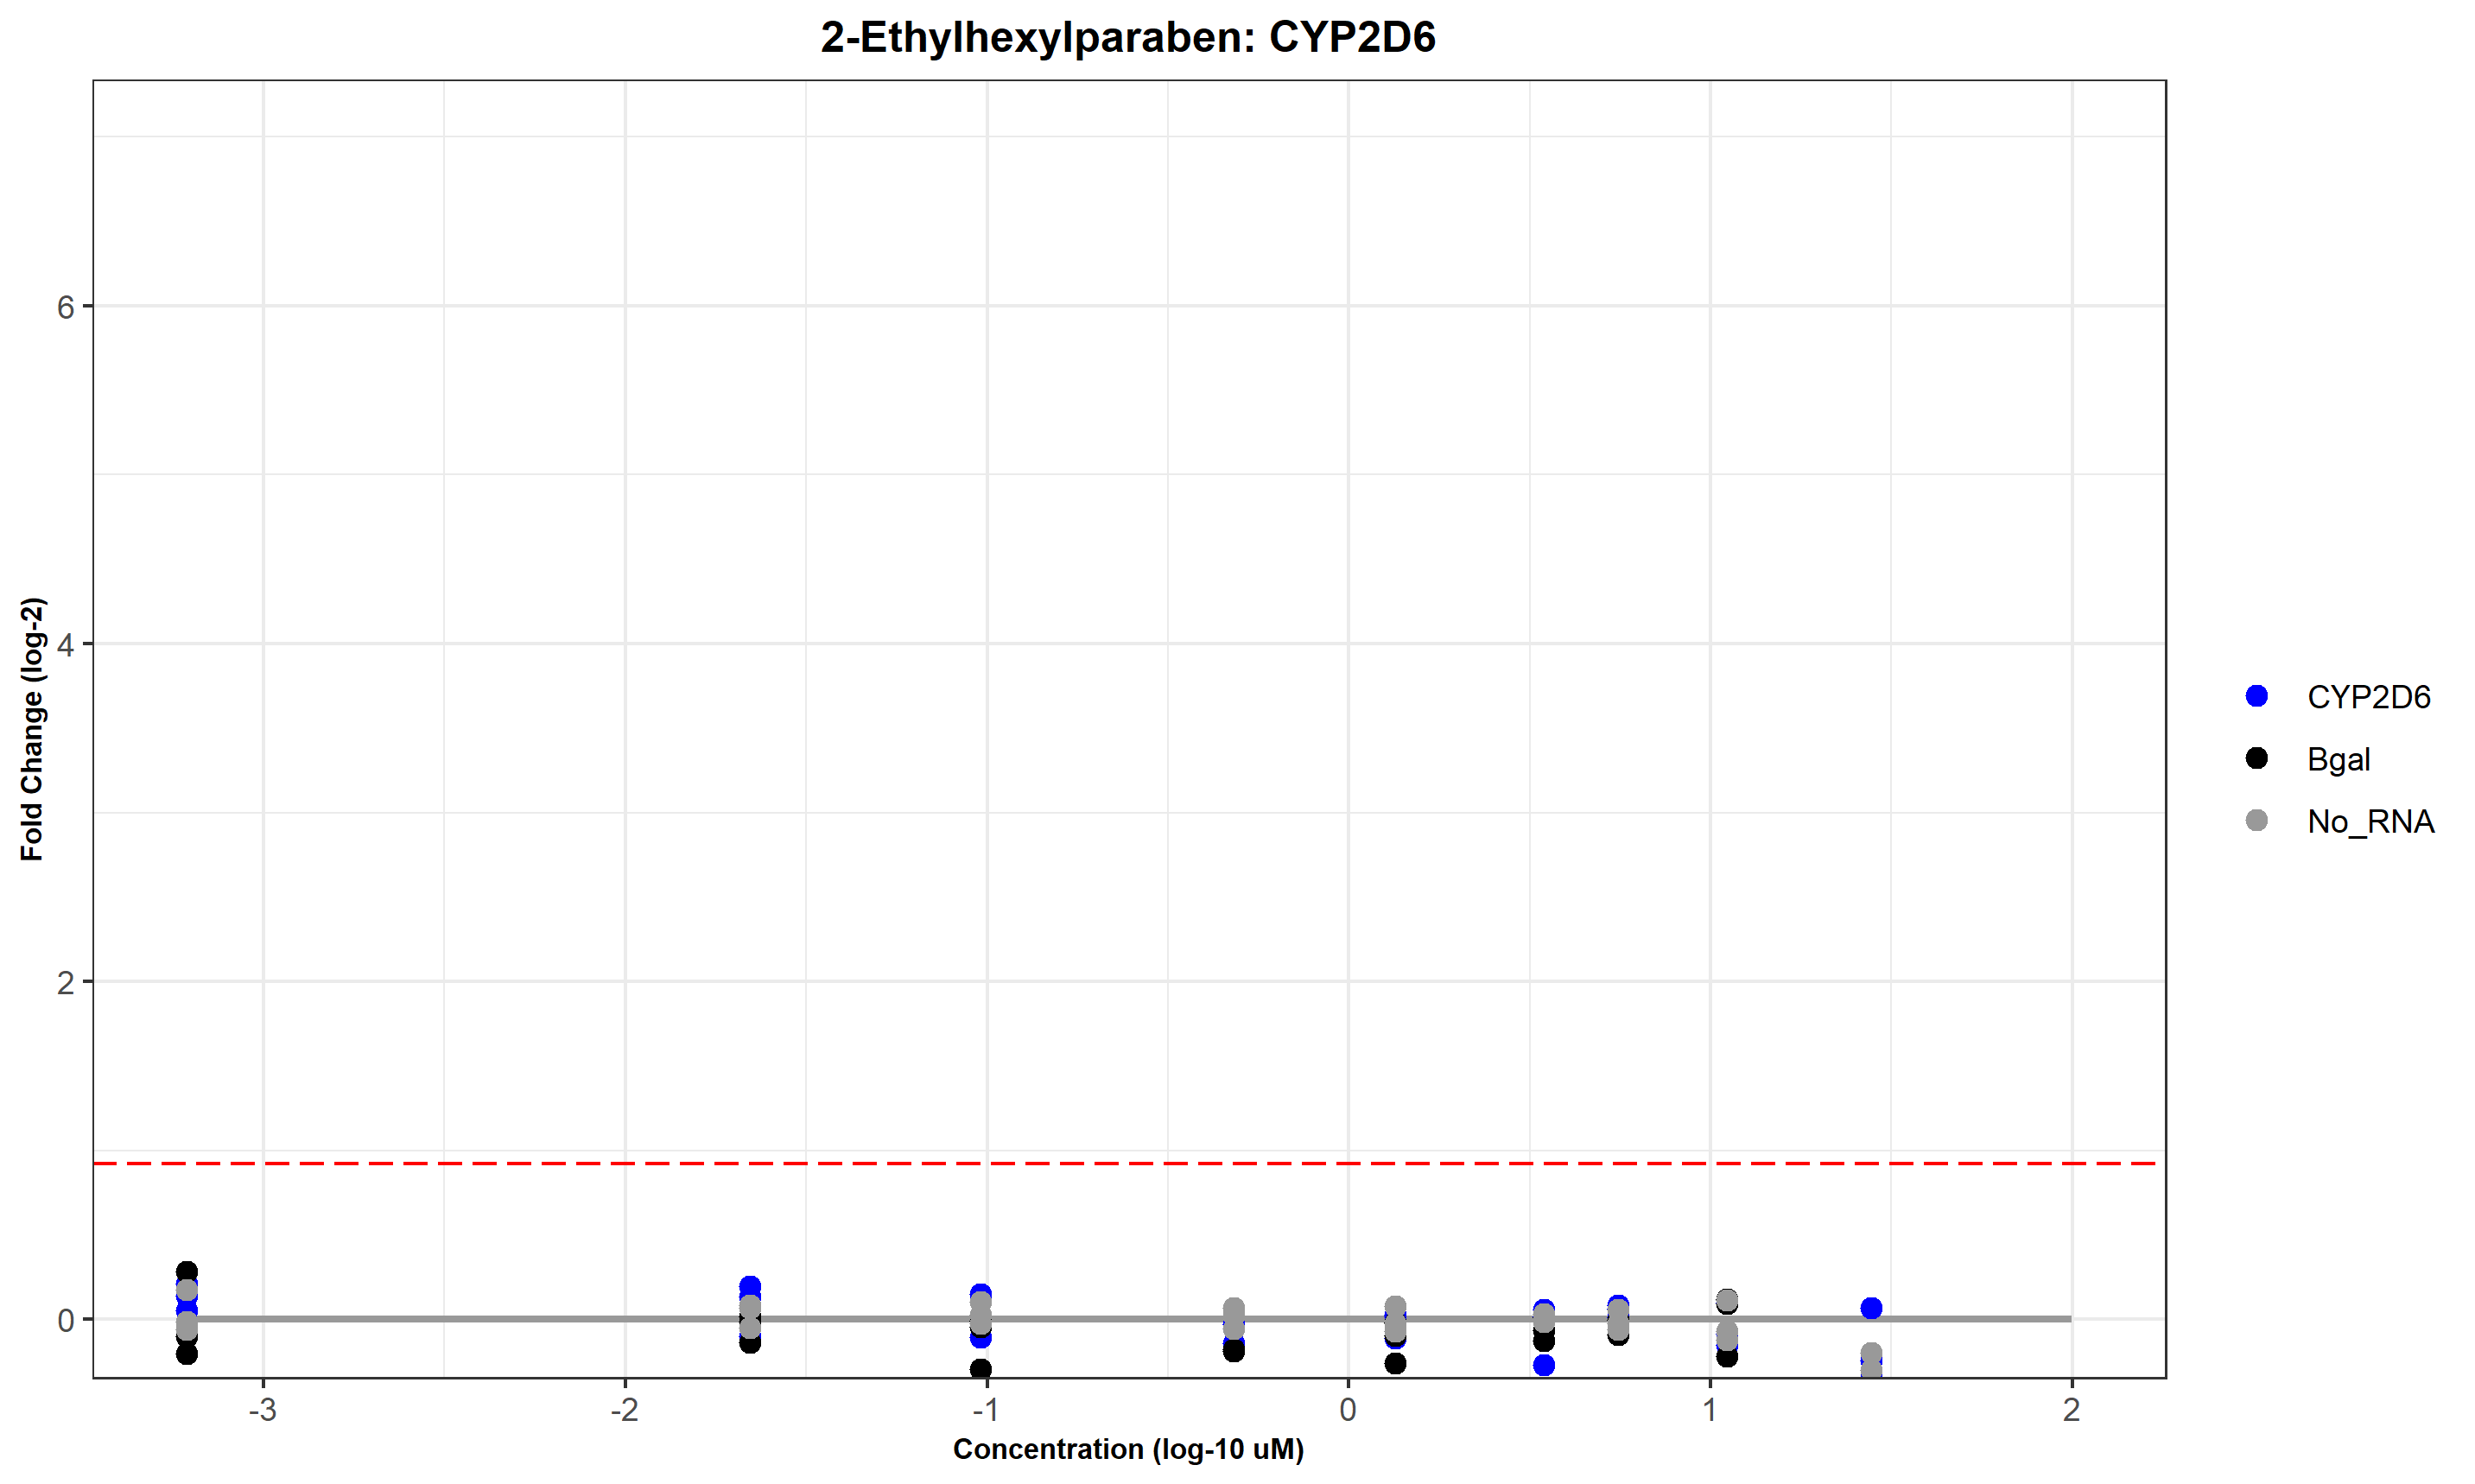 2-Ethylhexylparaben: CYP2D6
Fold Change (log-2)
6
4
2
0
-3
-2
-1
0
1
2
Concentration (log-10 uM)
CYP2D6
Bgal
No_RNA